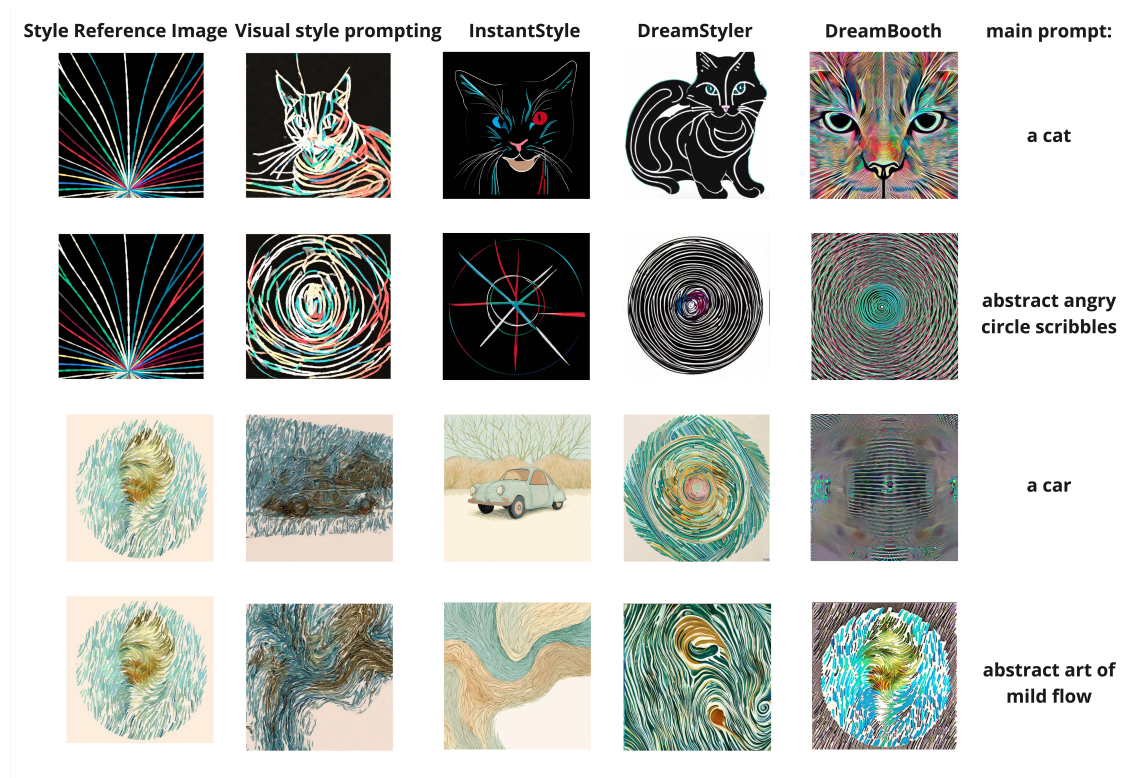 Style Reference Image Visual style prompting InstantStyle DreamStyler DreamBooth main prompt:
a cat
abstract angry
circle scribbles
a car
abstract art of
mild flow